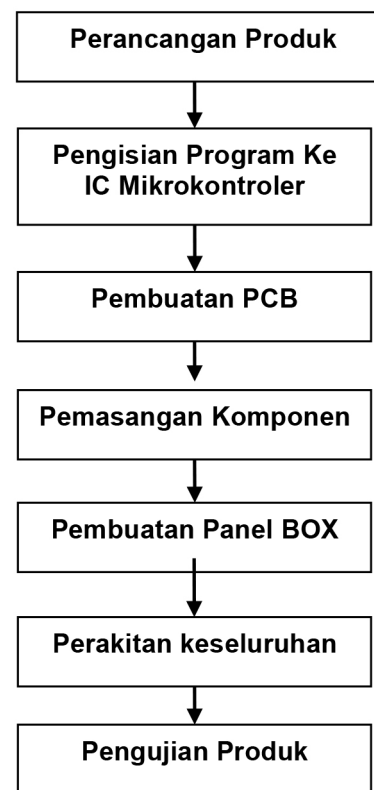 Perancangan Produk
Pengisian Program Ke
IC Mikrokontroler
Pembuatan PCB
Pemasangan Komponen
Pembuatan Panel BOX
Perakitan keseluruhan
Pengujian Produk